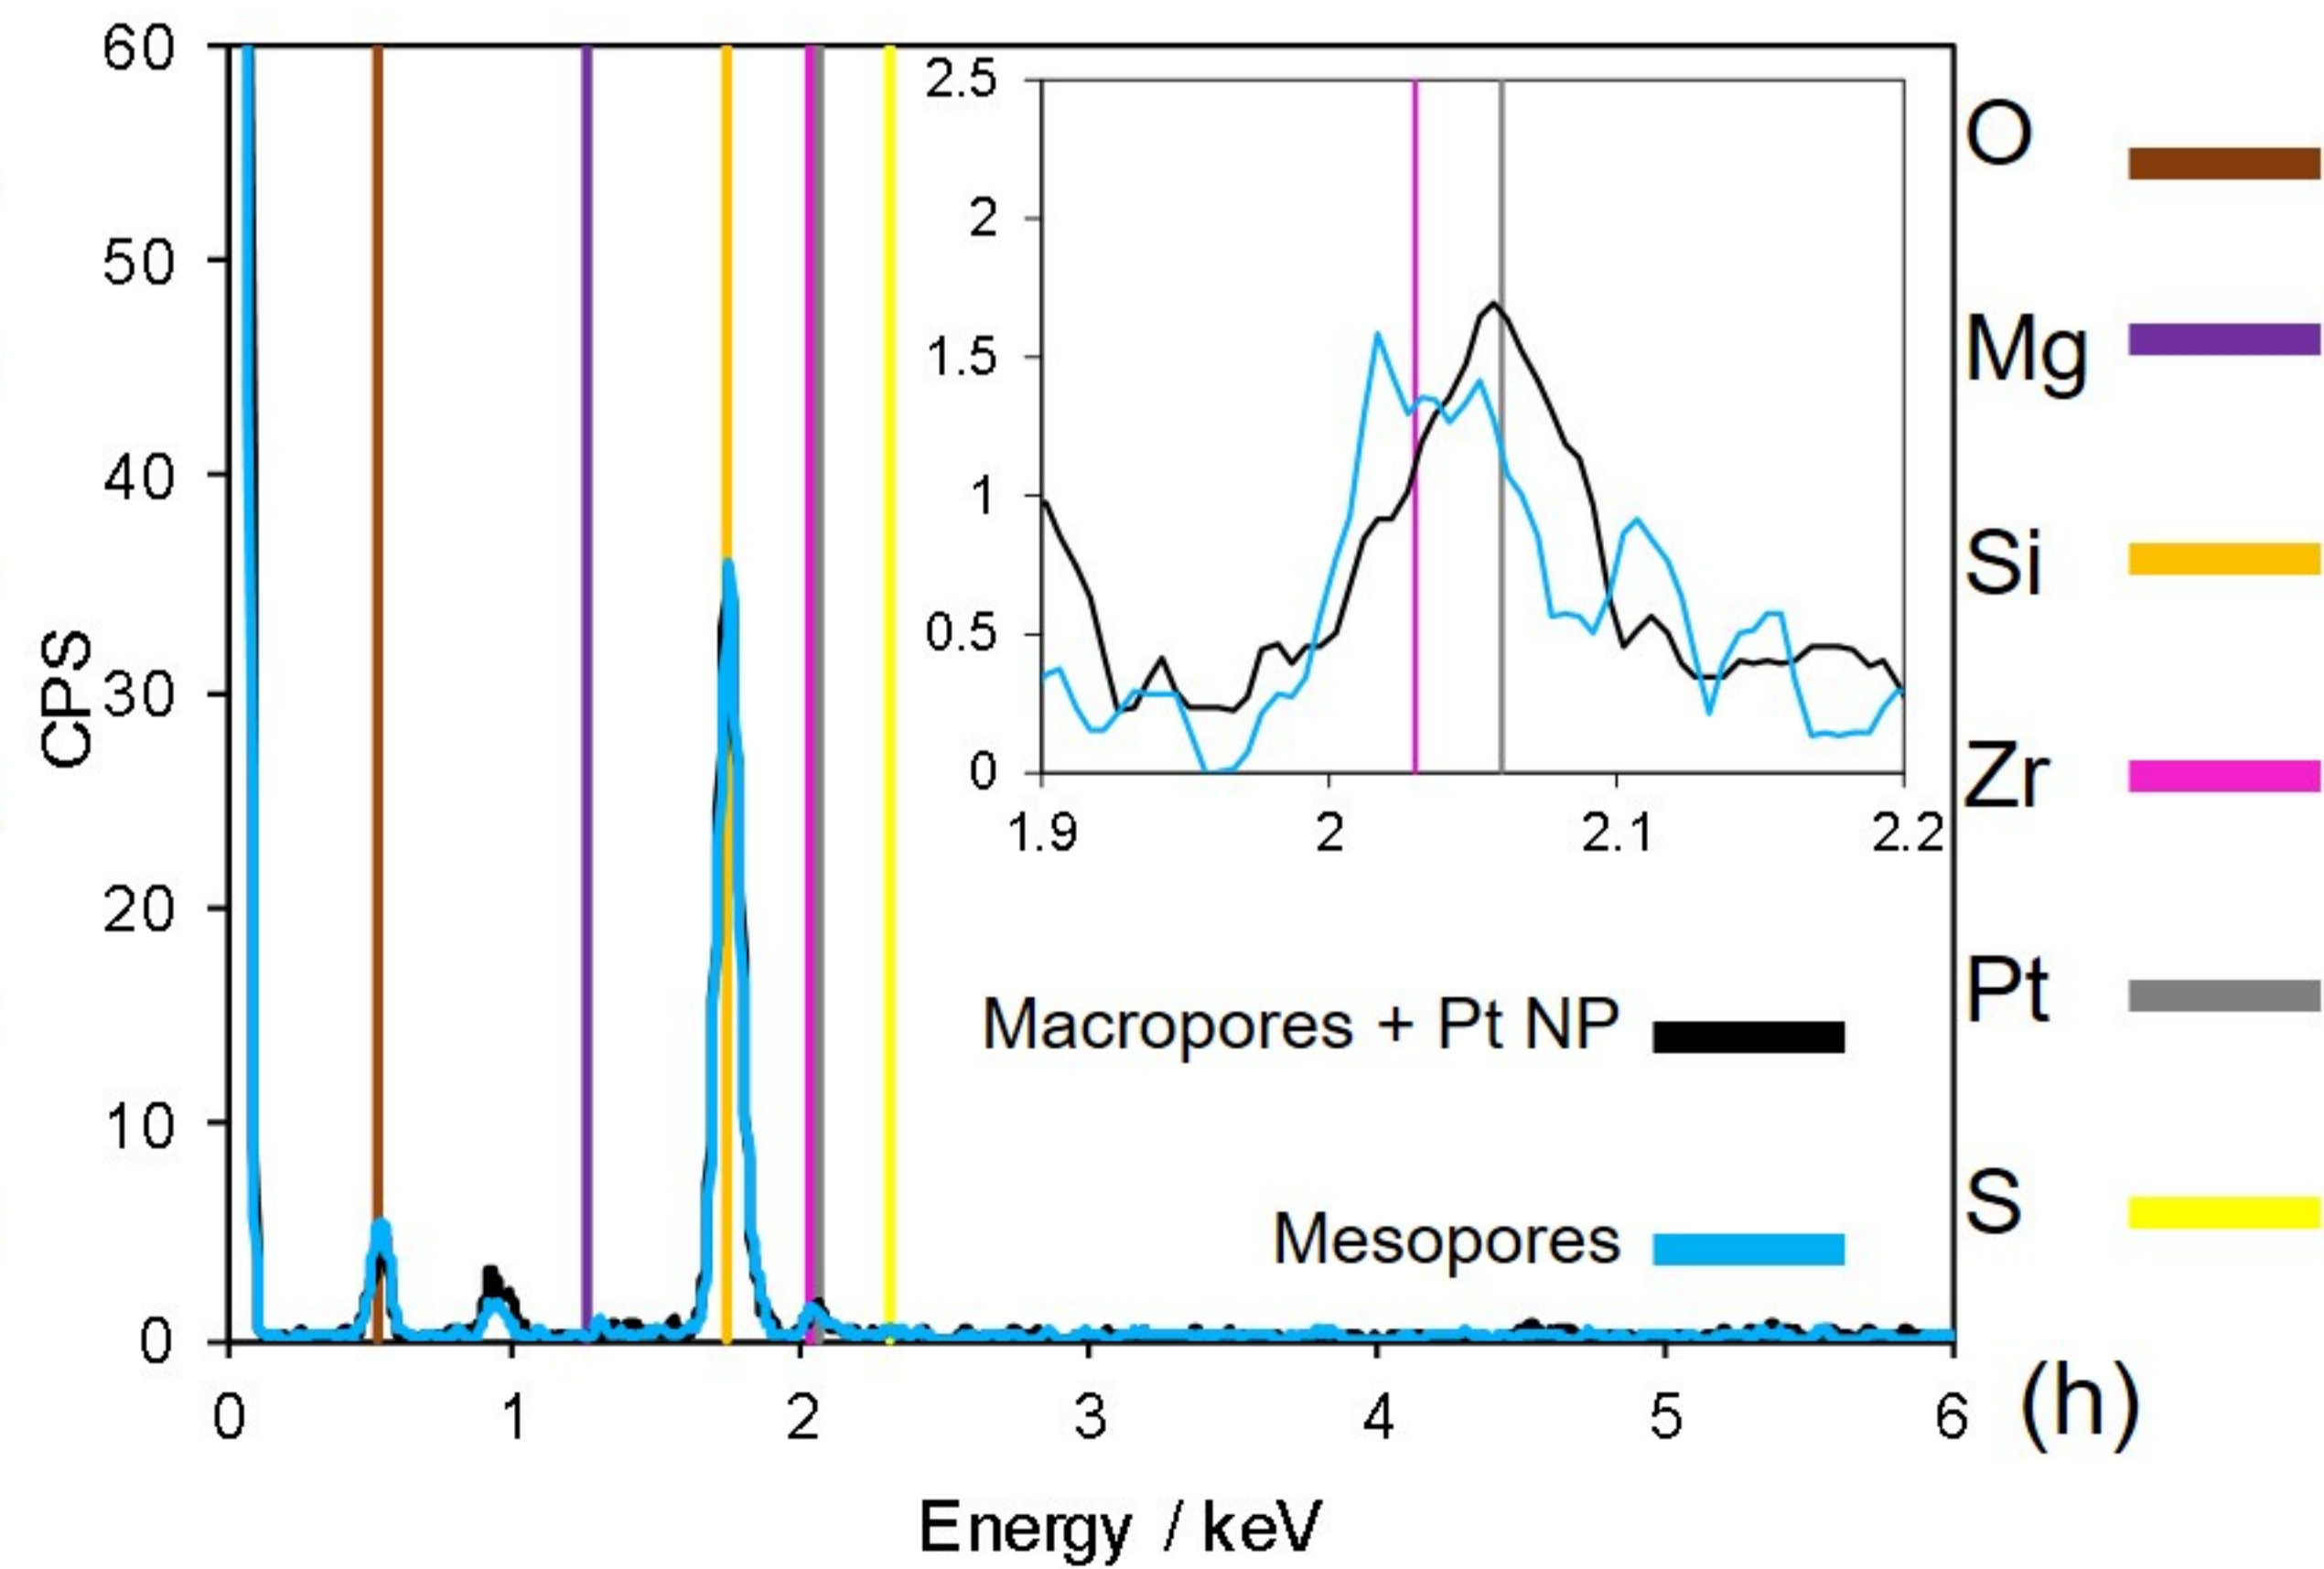 60
50
40
30
20
10
0
CPS
0 1 2 3 4 5 6
Energy / keV
2.5
2
1.5
1
0.5
0
1.9 2 2.1 2.2
Macropores + Pt NP
Mesopores
O
Mg
Si
Zr
Pt
S
(h)